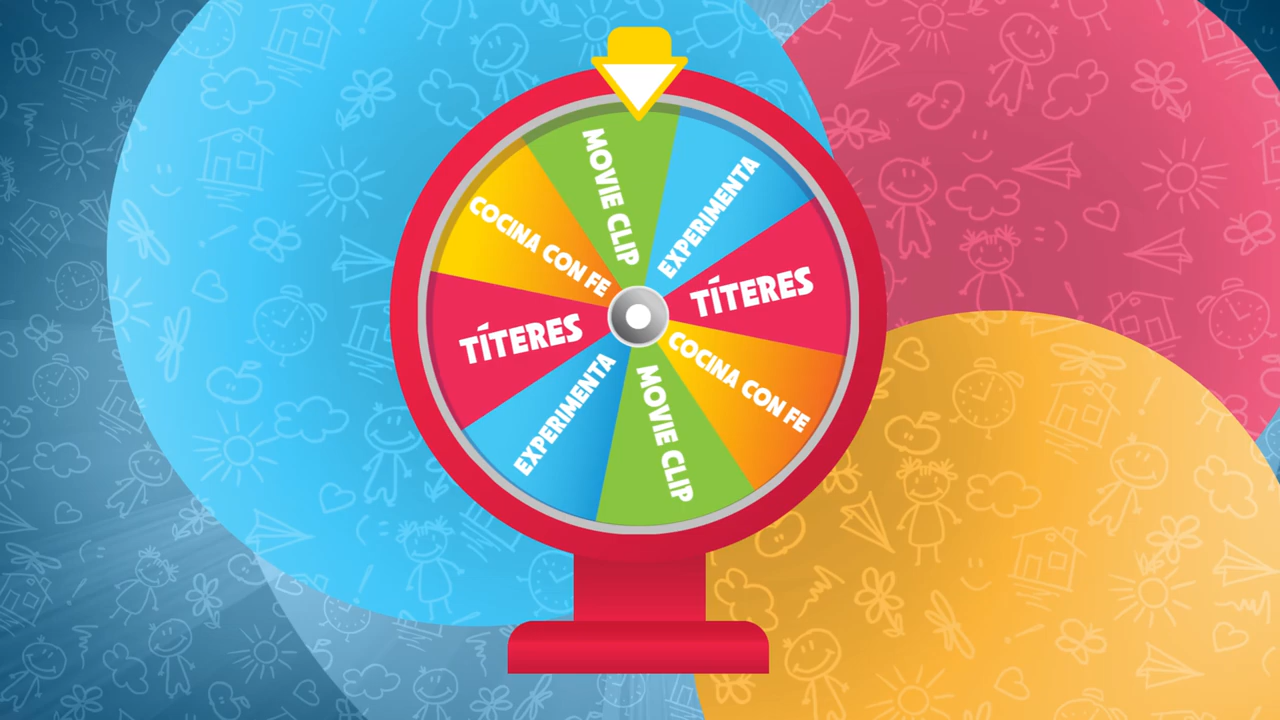 MOVIE CLIP
EXPERIMENTA
TÍTERES
COCINA CON FE
MOVIE CLIP
EXPERIMENTA
TÍTERES
COCINA CON FE